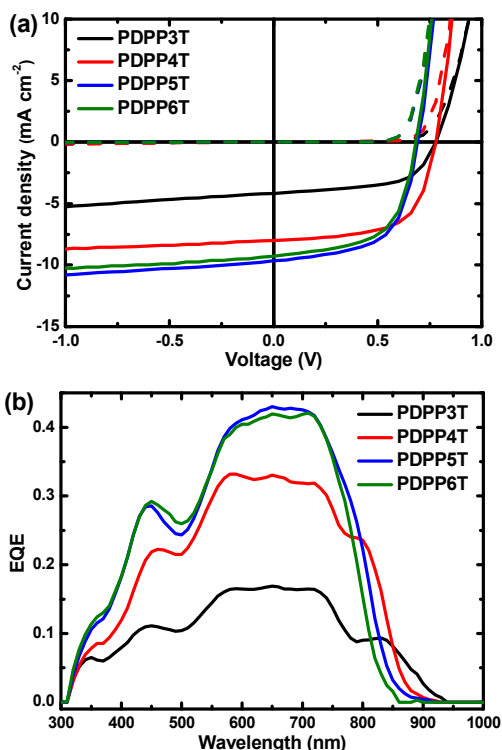 (a)
PDPP3T
PDPP4T
PDPP5T
PDPP6T
Current density (mA cm-2)
10
5
0
-5
-10
-15
-1.0 -0.5 0.0 0.5 1.0
Voltage (V)
(b)
PDPP3T
PDPP4T
PDPP5T
PDPP6T
EQE
0.4
0.3
0.2
0.1
0.0
300 400 500 600 700 800 900 1000
Wavelength (nm)